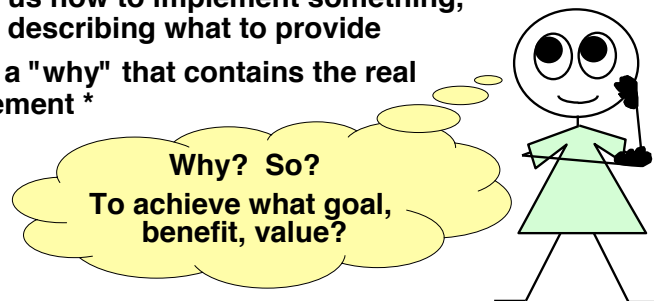 us how to implement something,
describing what to provide
a "why" that contains the real
ement *
Why? So?
To achieve what goal,
benefit, value?